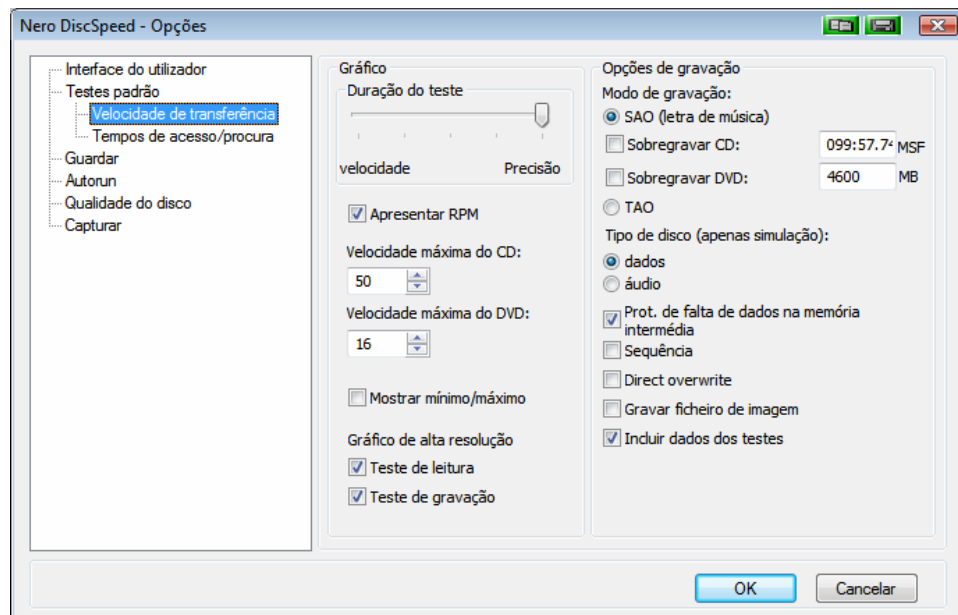 Nero DiscSpeed - Opções
Interface do utilizador
Testes padrão
Velocidade de transferência
Tempos de acesso/procura
Guardar
Autorun
Qualidade do disco
Capturar
Gráfico
Duração do teste
velocidade Precisão
Apresentar RPM
Velocidade máxima do CD:
50
Velocidade máxima do DVD:
16
Mostrar mínimo/máximo
Gráfico de alta resolução
Teste de leitura
Teste de gravação
Opções de gravação
Modo de gravação:
SAO (letra de música)
Sobregravar CD: 099:57.74 MSF
Sobregravar DVD: 4600 MB
TAO
Tipo de disco (apenas simulação):
dados
áudio
Prot. de falta de dados na memória
intermédia
Sequência
Direct overwrite
Gravar ficheiro de imagem
Incluir dados dos testes
OK Cancelar